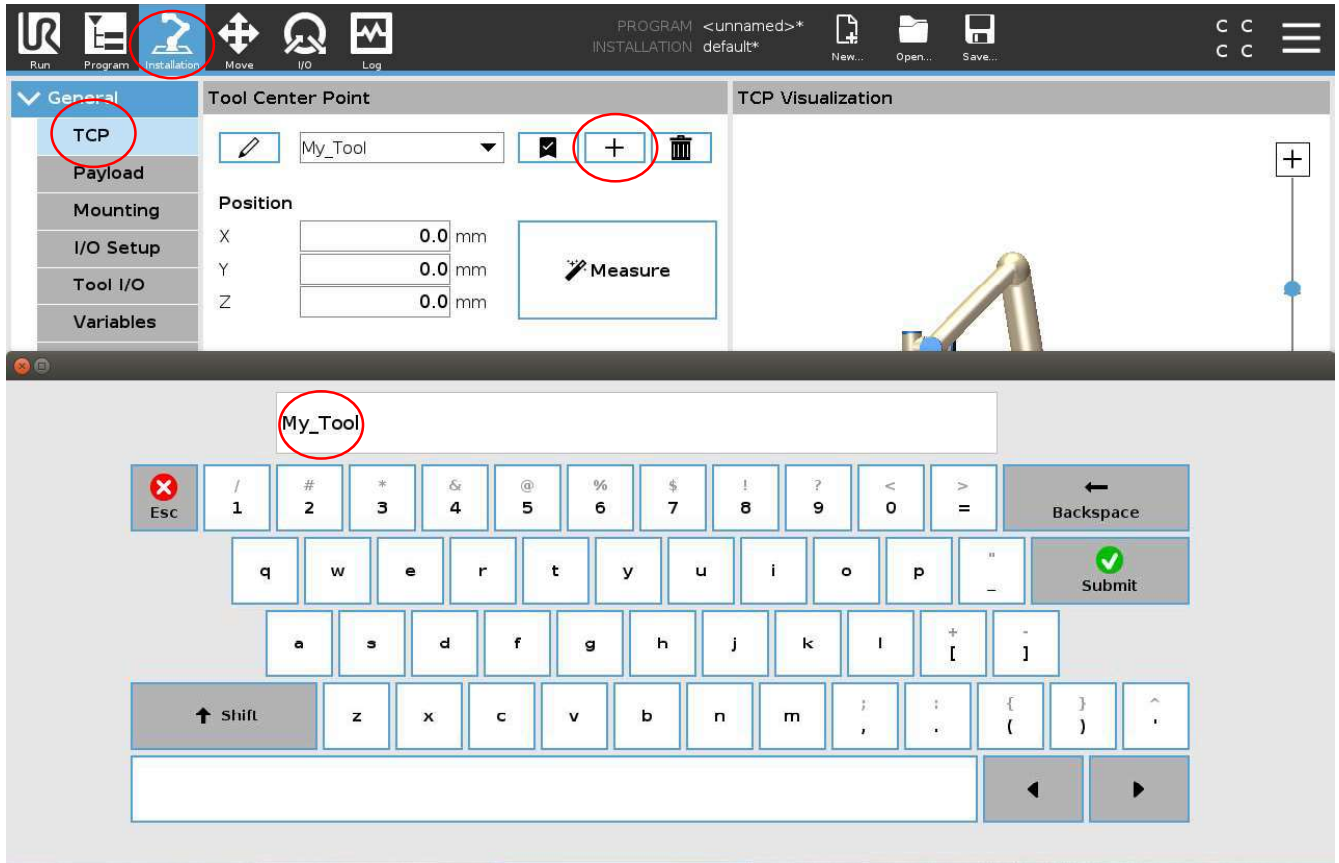 UR
PROGRAM <unnamed>*
INSTALLATION default*
C C
C C
Run Program Installation Move I/O Log New... Open... Save...
General Tool Center Point TCP Visualization
TCP
My_Tool + +
Payload
Mounting Position
X 0.0 mm
I/O Setup
Y 0.0 mm Measure
Tool I/O
Z 0.0 mm
Variables
My_Tool
Esc / 1 # 2 * 3 & 4 @ 5 % 6 $ 7 ! 8 ? 9 < 0 > = Backspace
q w e r t y u i o p " _ Submit
a s d f g h j k l + [ - ]
Shift z x c v b n m ; , : . { ( } ) ^ '